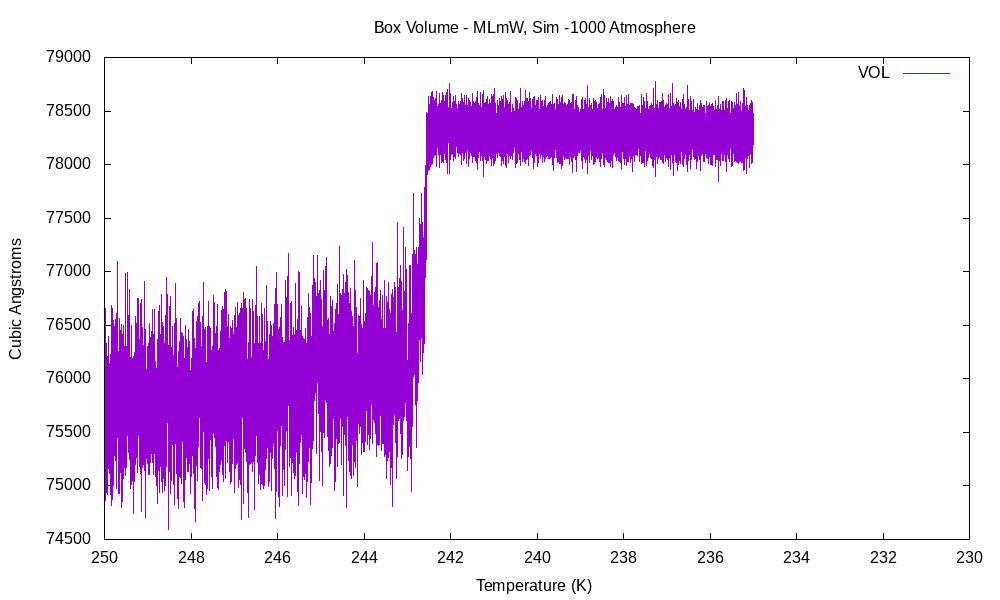 Box Volume - MLmW, Sim -1000 Atmosphere
VOL
79000
78500
78000
77500
77000
76500
76000
75500
75000
74500
Cubic Angstroms
250 248 246 244 242 240 238 236 234 232 230
Temperature (K)